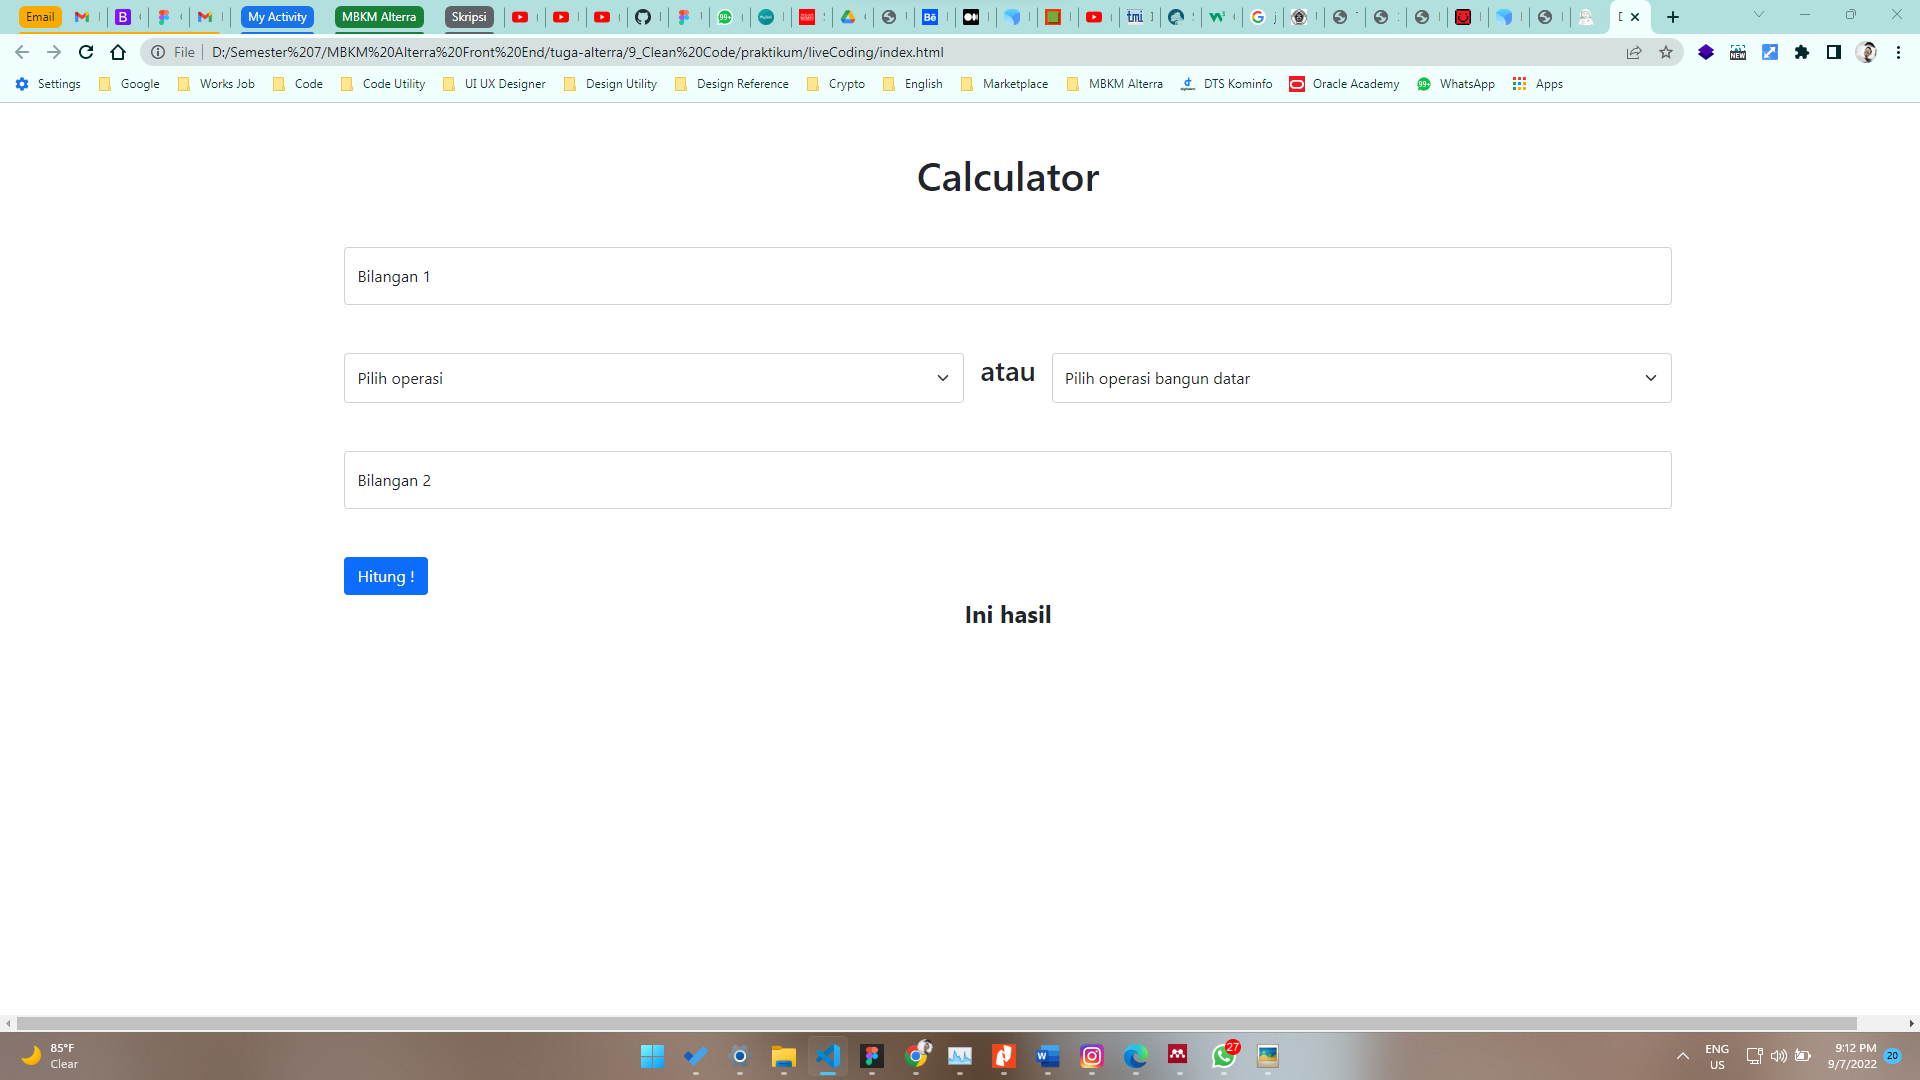 Email My Activity MBKM Alterra Skripsi
File D:/Semester%207/MBKM%20Alterra%20Front%20End/tuga-alterra/9_Clean%20Code/praktikum/liveCoding/index.html
Settings Google Works Job Code Code Utility UI UX Designer Design Utility Design Reference Crypto English Marketplace MBKM Alterra DTS Kominfo Oracle Academy WhatsApp Apps
Calculator
Bilangan 1
Pilih operasi atau Pilih operasi bangun datar
Bilangan 2
Hitung !
Ini hasil
85°F
Clear
27
ENG
US
9:12 PM
9/7/2022
20